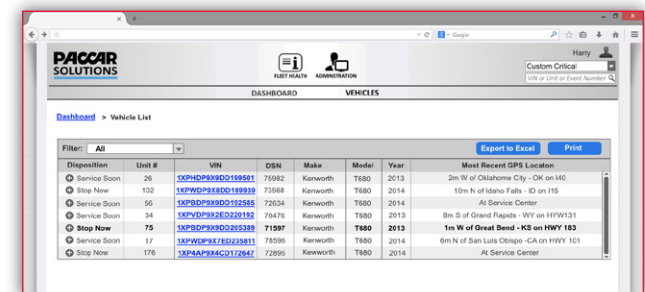 Google
PACCAR
SOLUTIONS
FLEET HEALTH ADMINSTRATION
Harry
Custom Critical
VIN or Unit or Event Number
DASHBOARD VEHICLES
Dashboard > Vehicle List
Filter: All Export to Excel Print
Disposition Unit # VIN DSN Make Model Year Most Recent GPS Locaton
Service Soon 26 1XPHDP9X9DD199501 75982 Kenworth T680 2013 2m W of Oklahoma City - OK on I40
Stop Now 102 1XPWDP9X8DD189939 73568 Kenworth T680 2014 10m N of Idaho Falls - ID on I15
Service Soon 56 1XPBDP9X9DD192585 72634 Kenworth T680 2014 At Service Center
Service Soon 34 1XPVDP9X2ED220192 70476 Kenworth T680 2013 8m S of Grand Rapids - WY on HYW131
Stop Now 75 1XPBDP9X9DD205389 71597 Kenworth T680 2013 1m W of Great Bend - KS on HWY 183
Service Soon 17 1XPWDP9X7ED235811 78596 Kenworth T680 2014 6m N of San Luis Obispo -CA on HWY 101
Stop Now 176 1XP4AP9X4CD172647 72895 Kewworth T680 2014 At Service Center